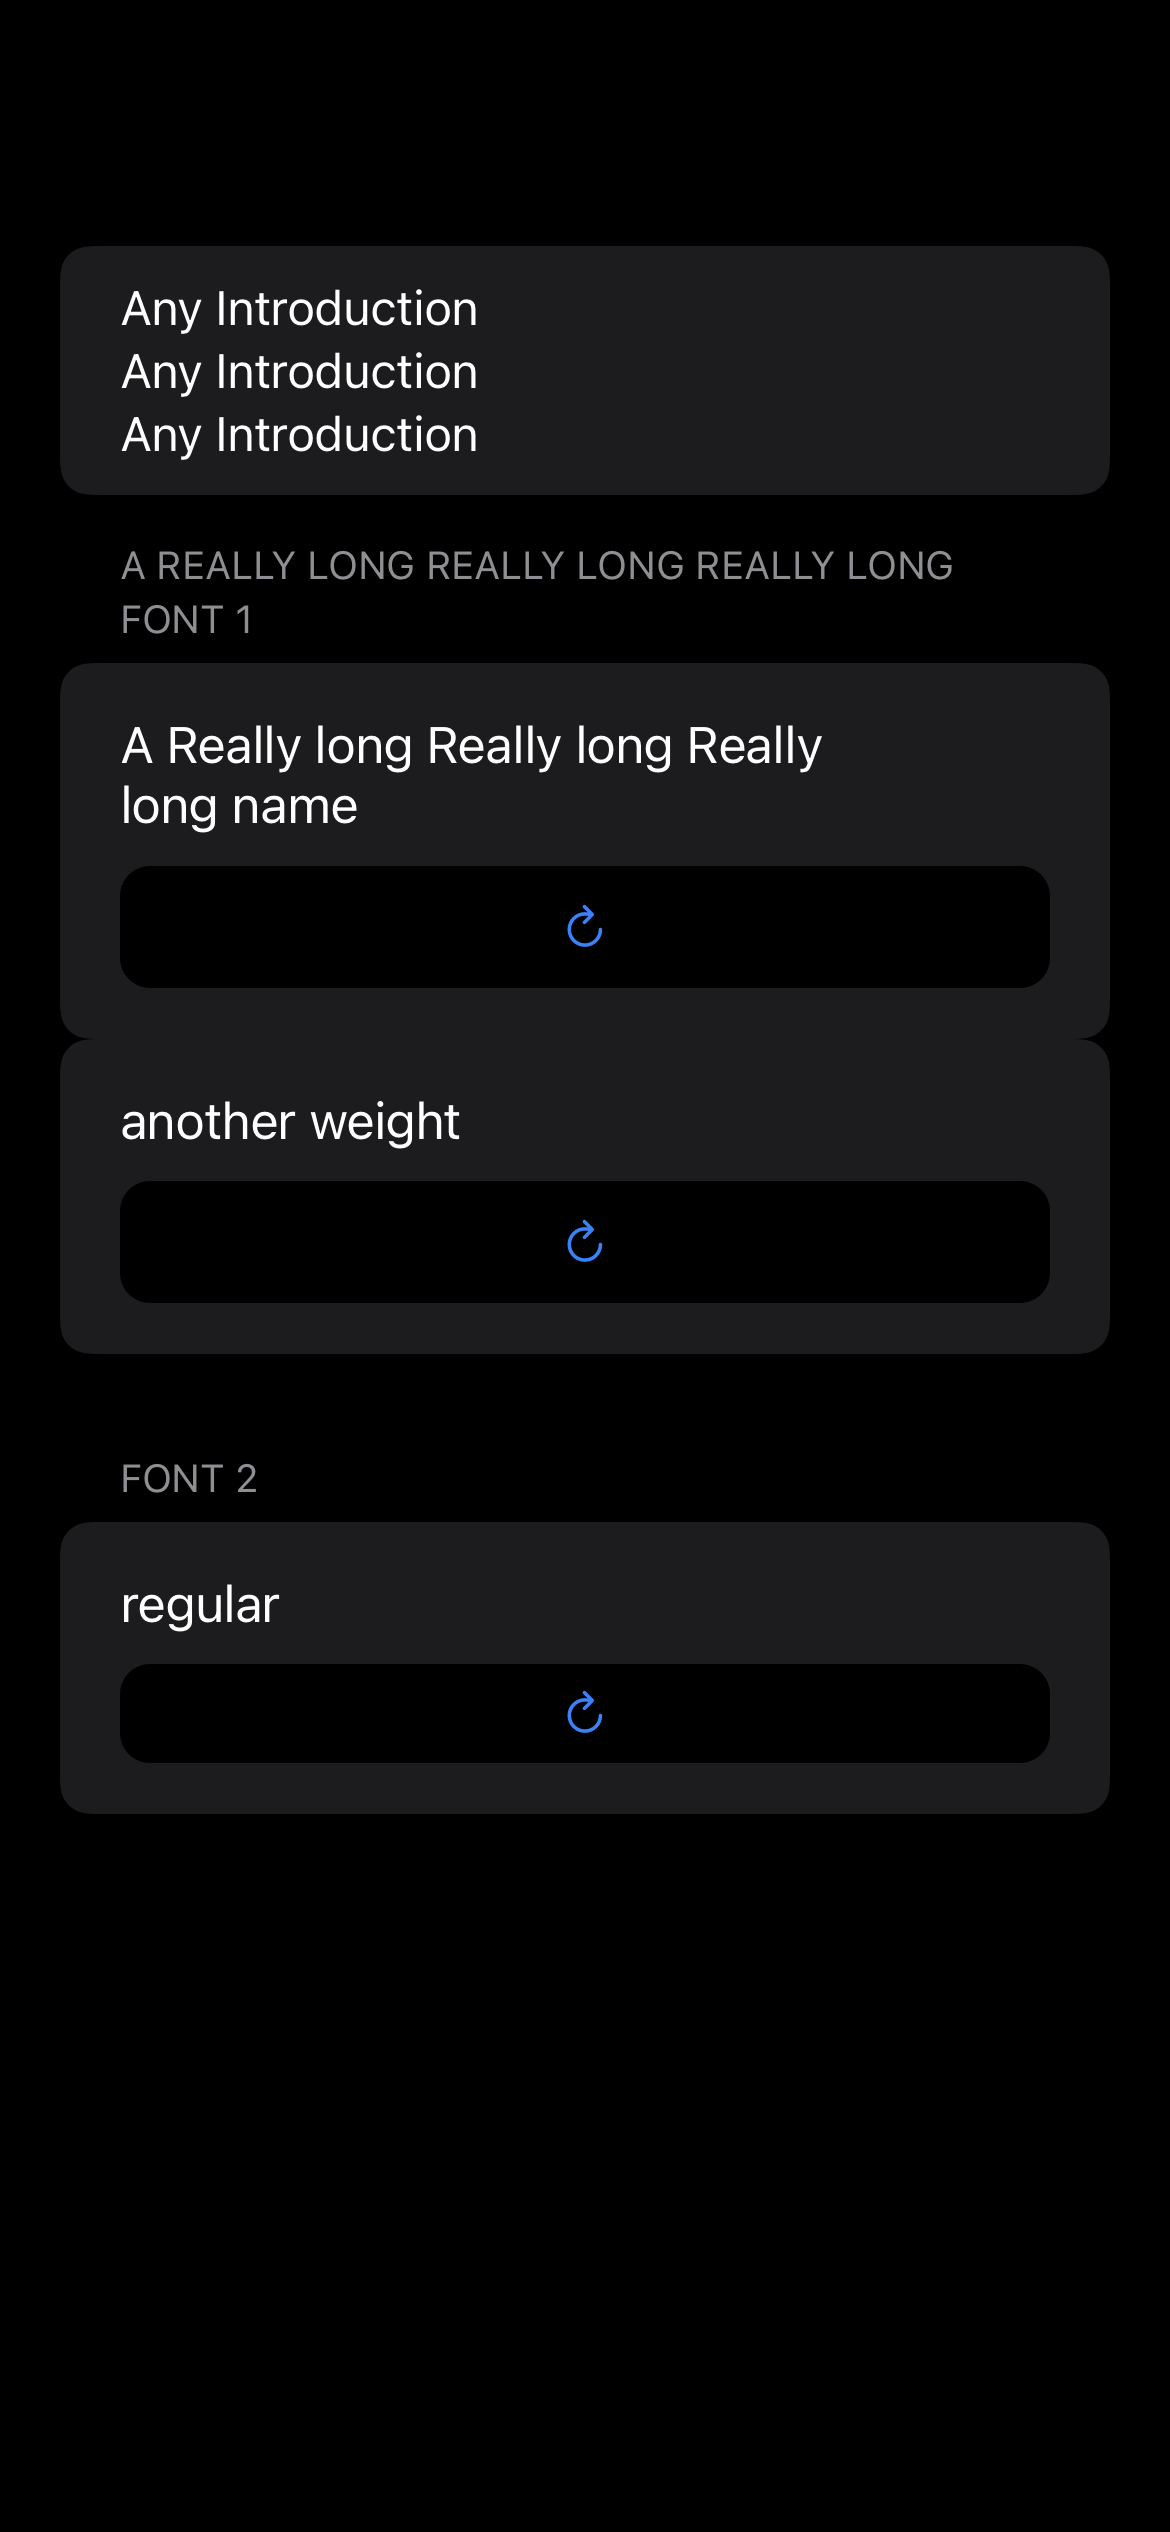 Any Introduction
Any Introduction
Any Introduction
A REALLY LONG REALLY LONG REALLY LONG
FONT 1
A Really long Really long Really
long name
another weight
FONT 2
regular